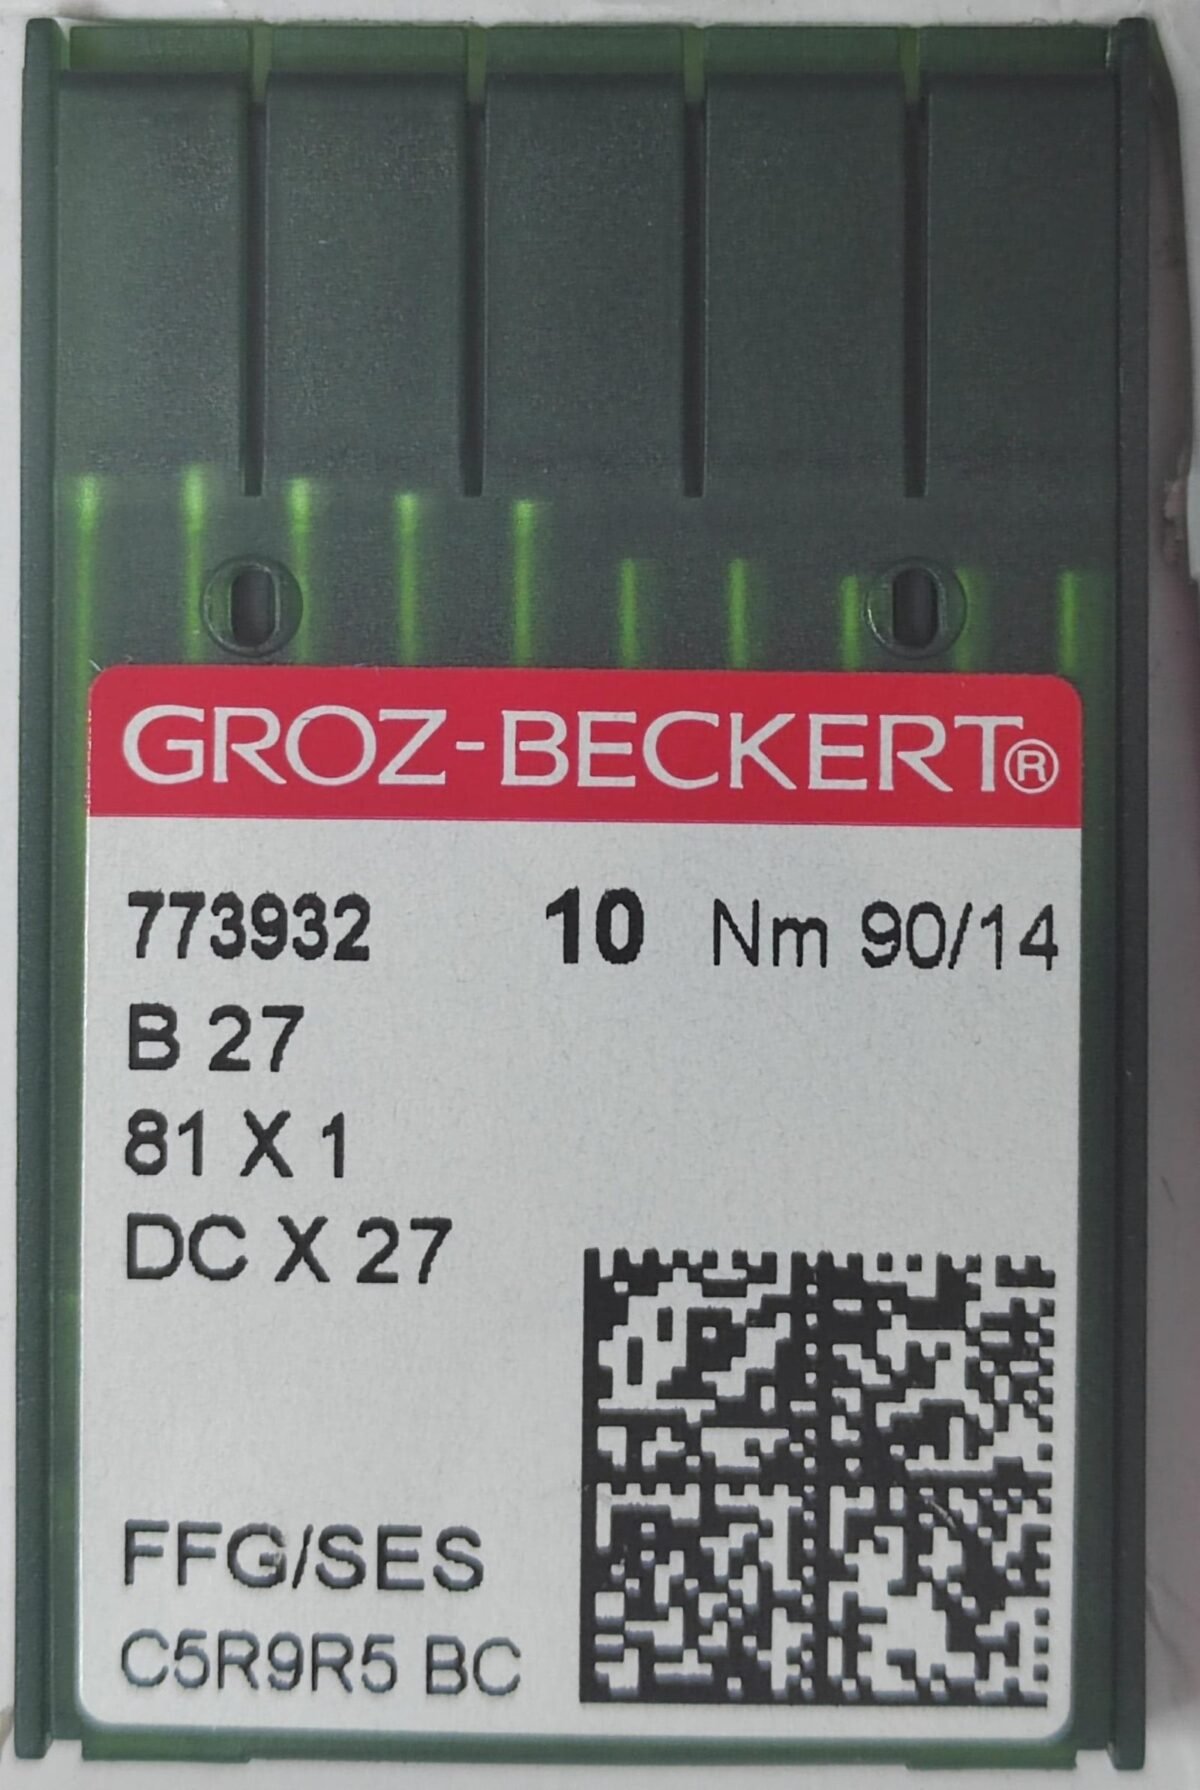 GROZ-BECKERT®
773932 10 Nm 90/14
B 27
81 X 1
DC X 27
FFG/SES
C5R9R5 BC